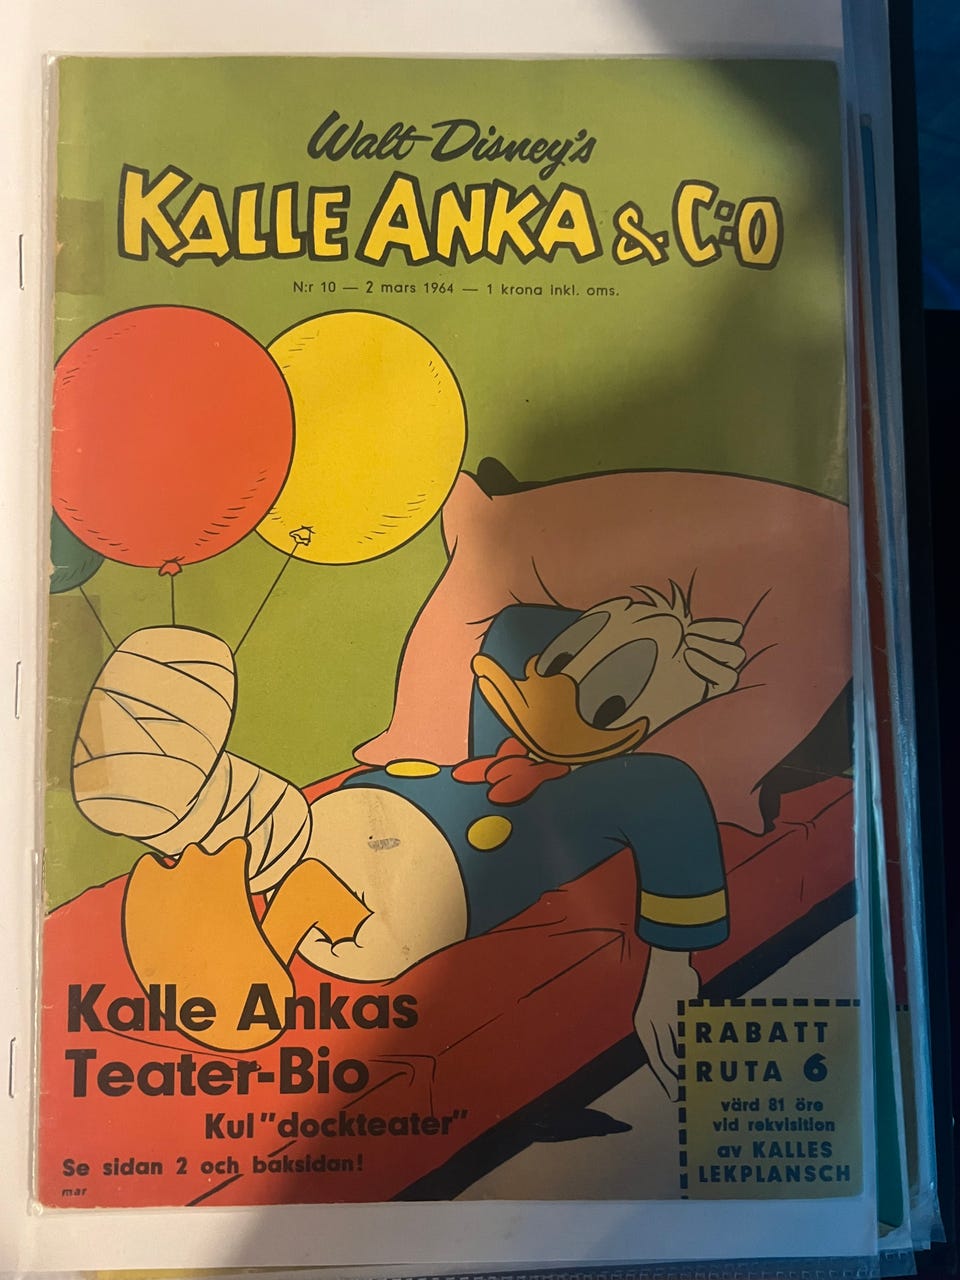 Walt Disney's
KALLE ANKA & C:O
N:r 10 — 2 mars 1964 — 1 krona inkl. oms.
Kalle Ankas
Teater-Bio
Kul "dockteater"
Se sidan 2 och baksidan!
mar
RABATT
RUTA 6
värd 81 öre
vid rekvisition
av KALLES
LEKPLANSCH